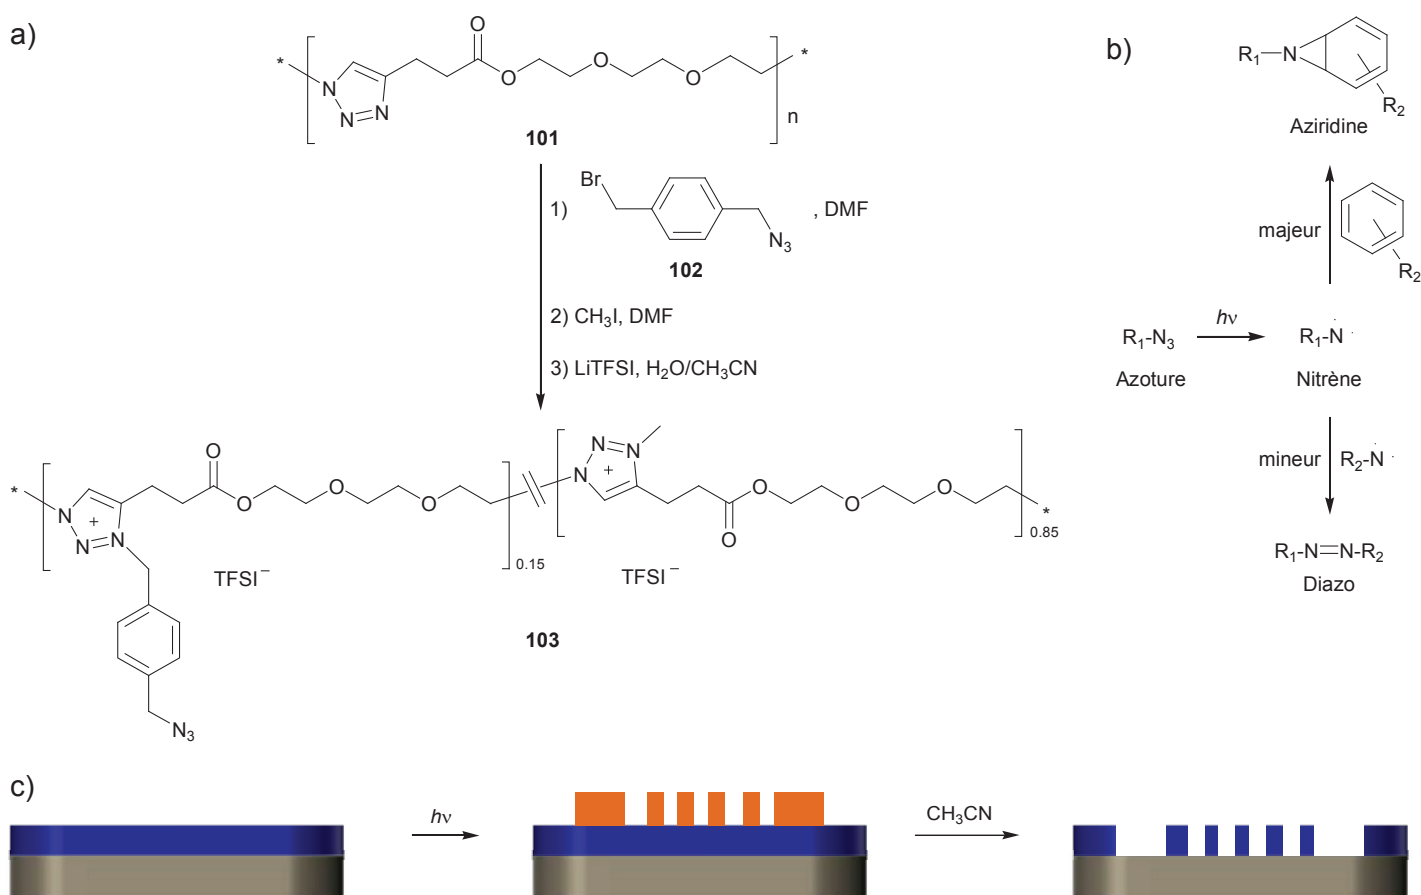 a)
O
* O O O *
N
N N
n
101
Br
1) , DMF
N3
102
2) CH3I, DMF
3) LiTFSI, H2O/CH3CN
O
* O O O
N
+
N N
0.15
TFSI−
N3
N N
N +
O O O *
O
0.85
TFSI−
103
b)
R1 N
R2
Aziridine
majeur
R2
R1-N3 hν R1-N··
Azoture Nitrène
mineur R2-N··
R1-N=N-R2
Diazo
c)
hν
CH3CN